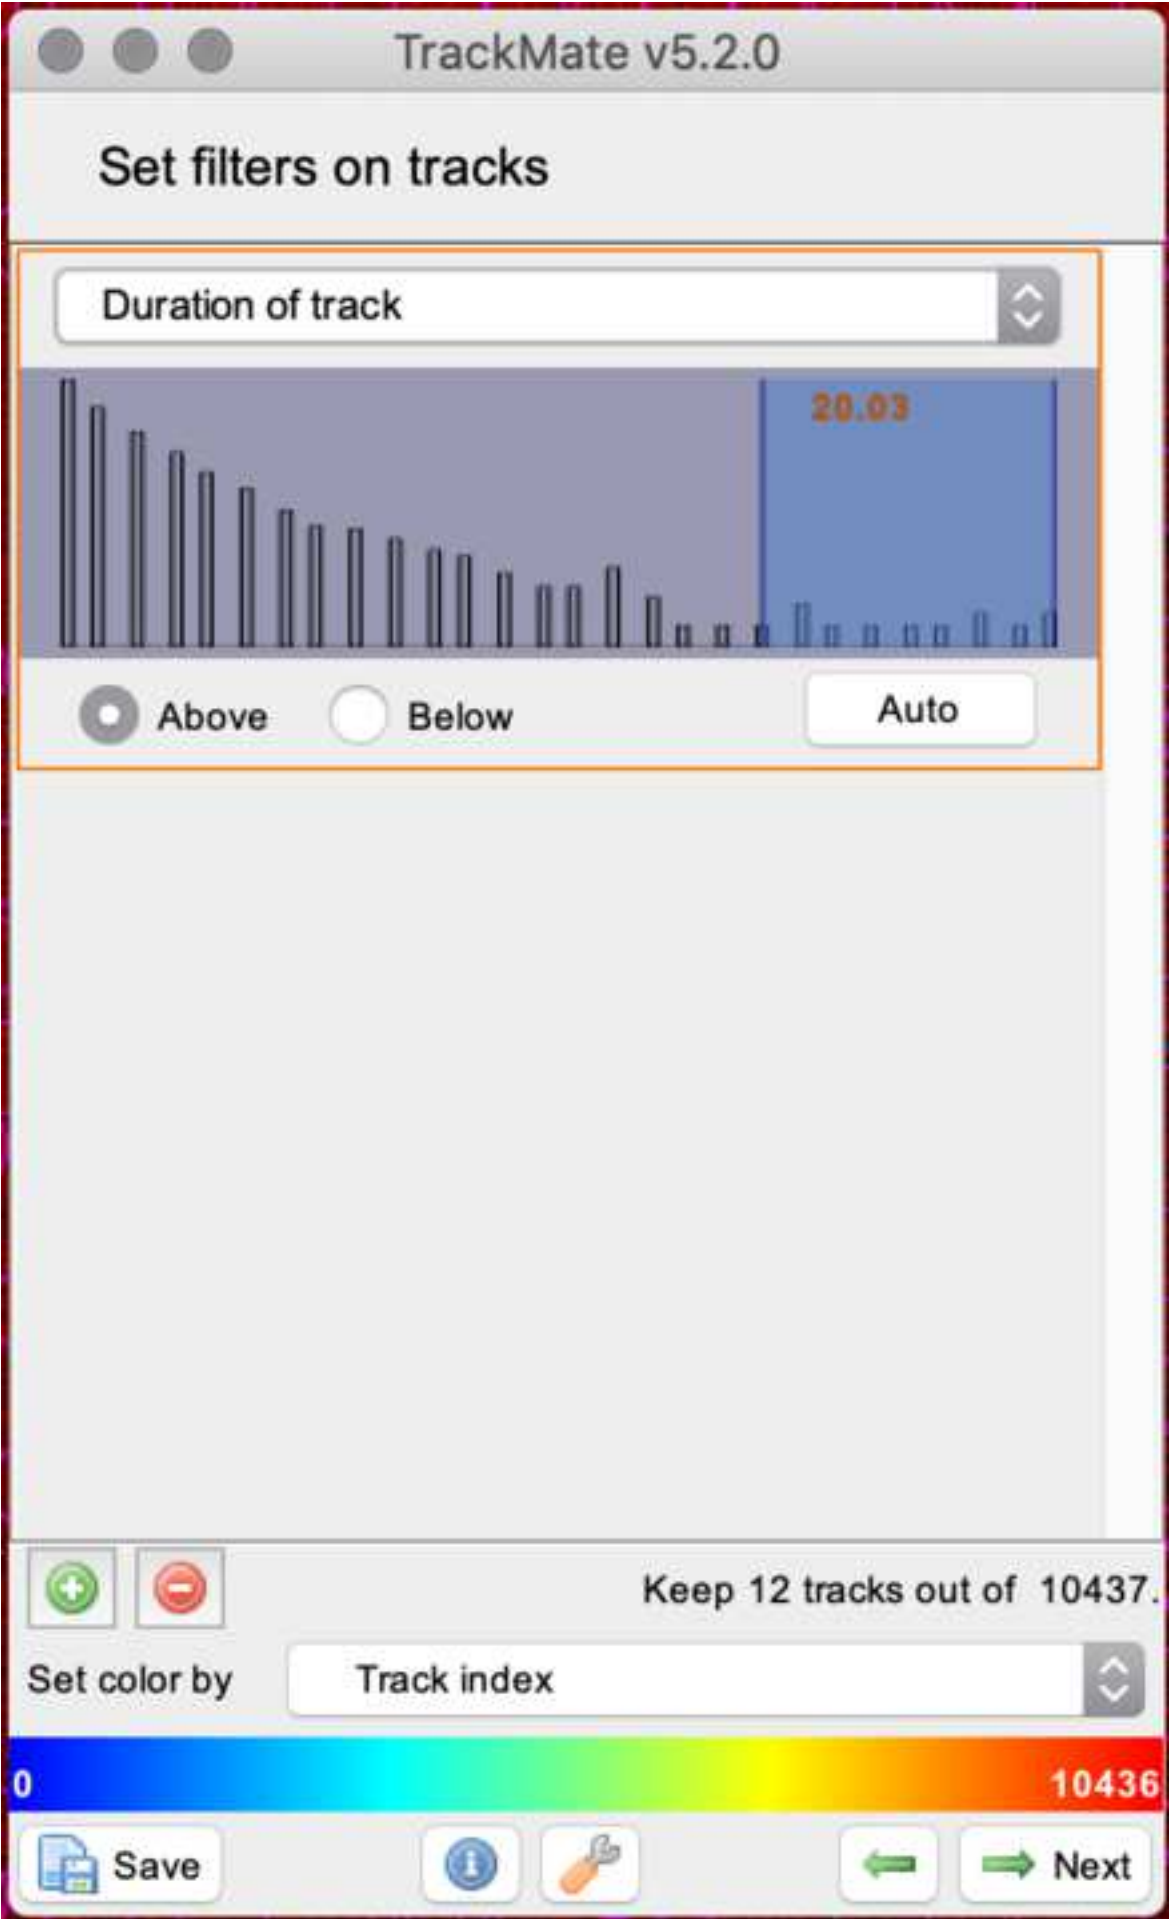 TrackMate v5.2.0
Set filters on tracks
Duration of track
20.03
Above Below Auto
Keep 12 tracks out of 10437.
Set color by Track index
0 10436
Save Next